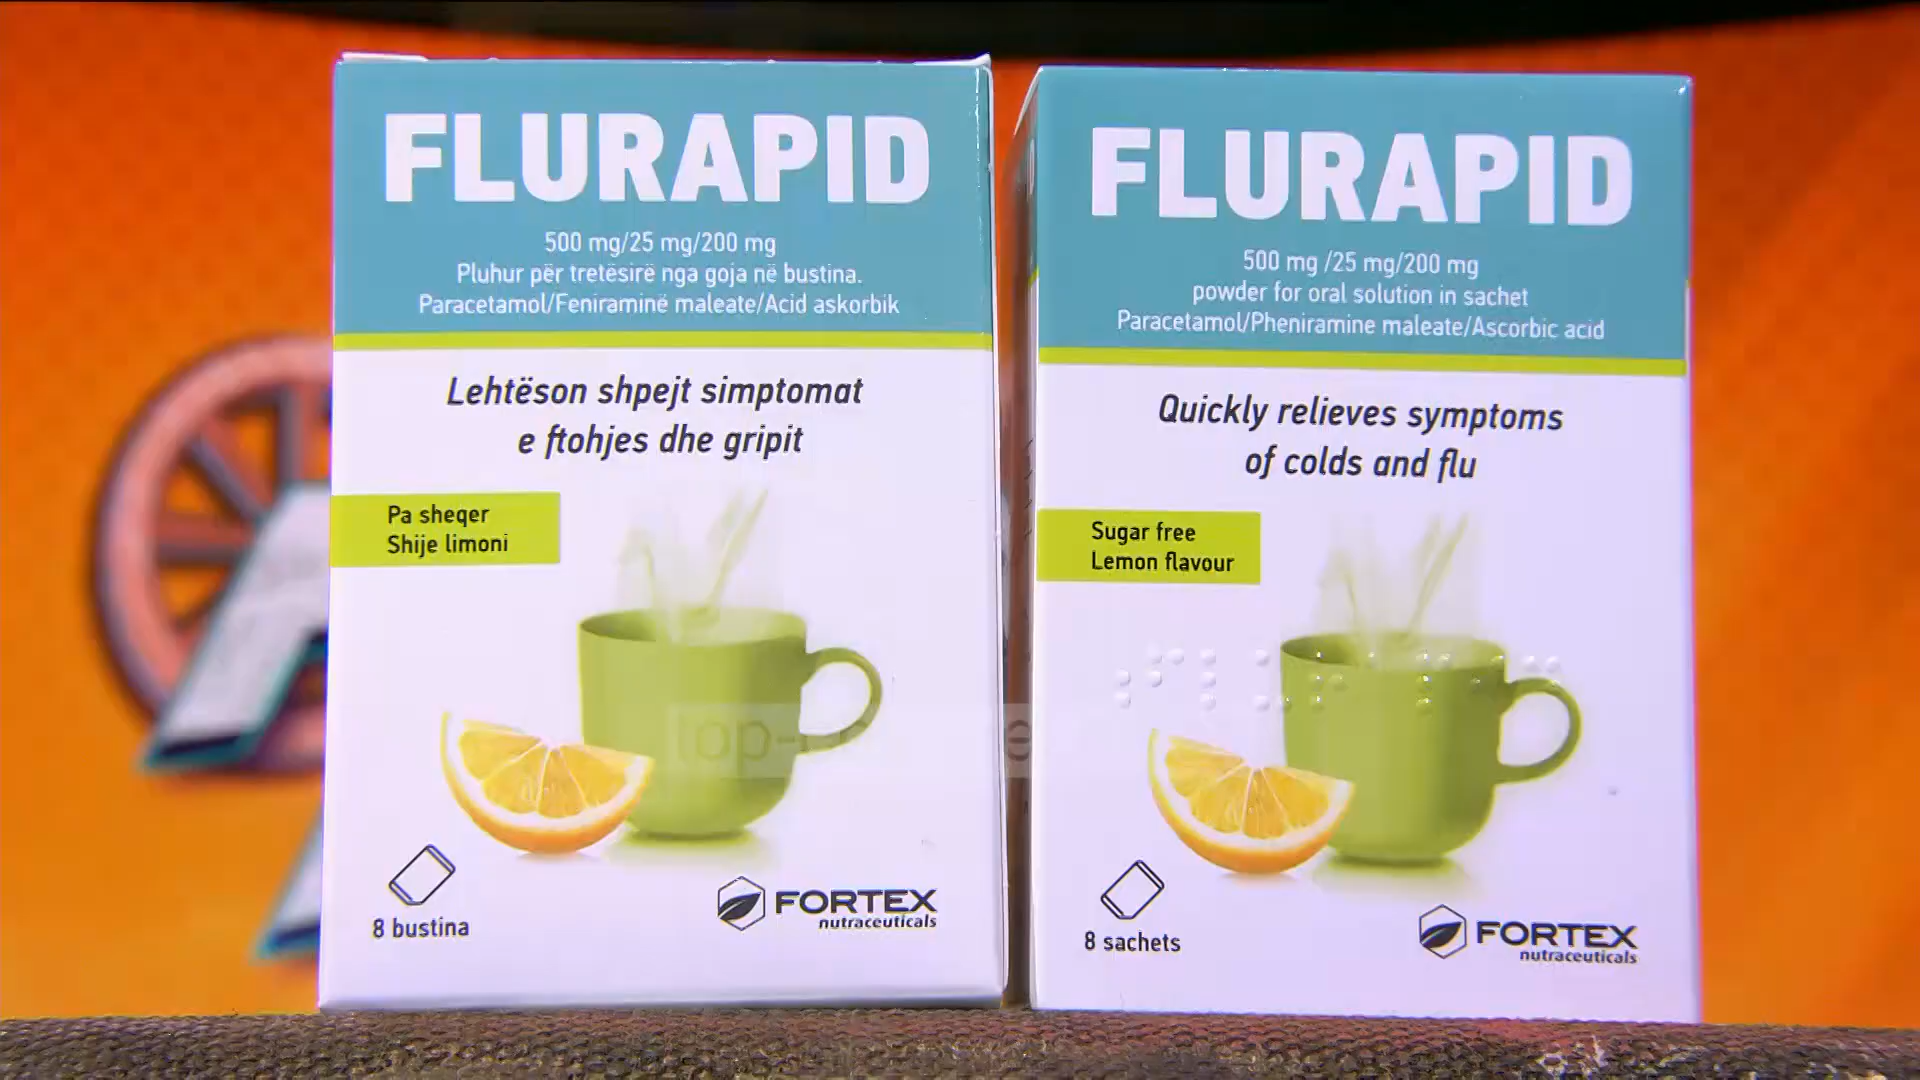 FLURAPID
500 mg/25 mg/200 mg
Pluhur për tretësirë nga goja në bustina.
Paracetamol/Feniraminë maleate/Acid askorbik
Lehtëson shpejt simptomat
e ftohjes dhe gripit
Pa sheqer
Shije limoni
8 bustina
FORTEX
nutraceuticals
FLURAPID
500 mg /25 mg/200 mg
powder for oral solution in sachet
Paracetamol/Pheniramine maleate/Ascorbic acid
Quickly relieves symptoms
of colds and flu
Sugar free
Lemon flavour
8 sachets
FORTEX
nutraceuticals